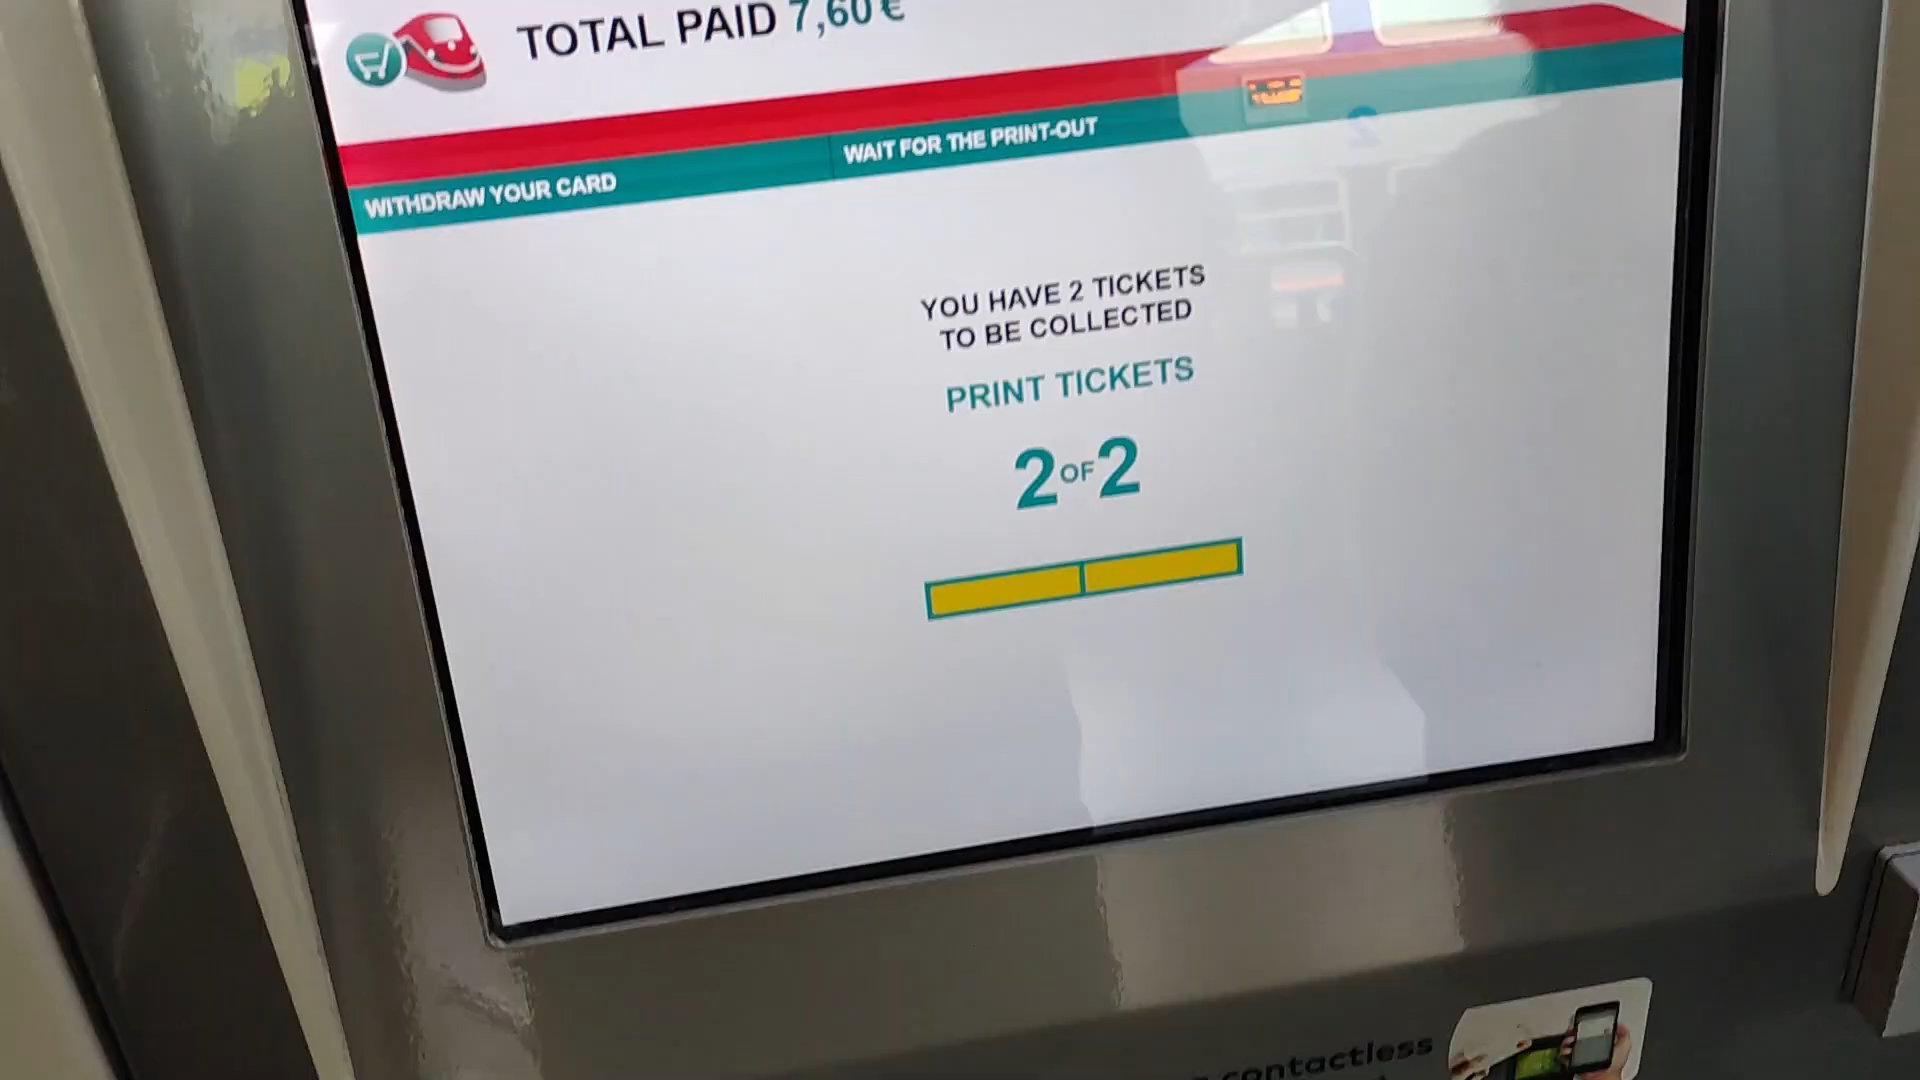 TOTAL PAID 7,60 €
WAIT FOR THE PRINT-OUT
WITHDRAW YOUR CARD
YOU HAVE 2 TICKETS
TO BE COLLECTED
PRINT TICKETS
2 OF 2
contactless